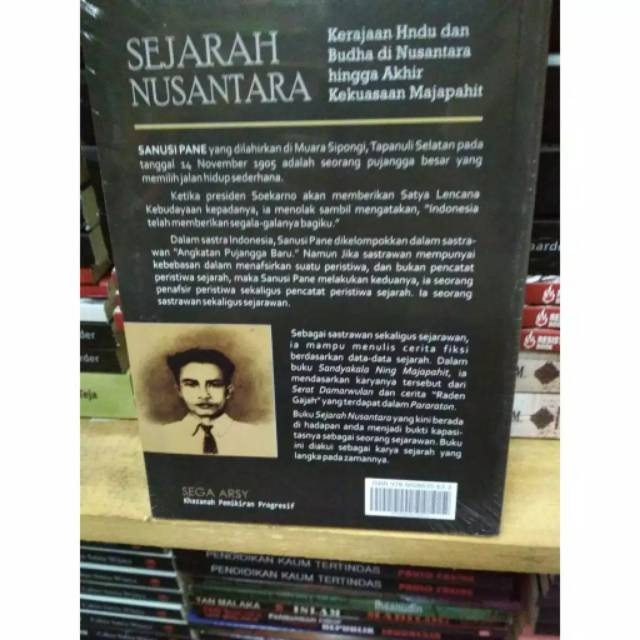 SEJARAH
NUSANTARA
Kerajaan Hndu dan
Budha di Nusantara
hingga Akhir
Kekuasaan Majapahit
SANUSI PANE yang dilahirkan di Muara Sipongi, Tapanuli Selatan pada
tanggal 14 November 1905 adalah seorang pujangga besar yang
memilih jalan hidup sederhana.
Ketika presiden Soekarno akan memberikan Satya Lencana
Kebudayaan kepadanya, ia menolak sambil mengatakan, "Indonesia
telah memberikan segala-galanya bagiku."
Dalam sastra Indonesia, Sanusi Pane dikelompokkan dalam sastra-
wan "Angkatan Pujangga Baru." Namun Jika sastrawan mempunyai
kebebasan dalam menafsirkan suatu peristiwa, dan bukan pencatat
peristiwa sejarah, maka Sanusi Pane melakukan keduanya, ia seorang
penafsir peristiwa sekaligus pencatat peristiwa sejarah. Ia seorang
sastrawan sekaligus sejarawan.
Sebagai sastrawan sekaligus sejarawan,
ia mampu menulis cerita fiksi
berdasarkan data-data sejarah. Dalam
buku Sandyakala Ning Majapahit, ia
mendasarkan karyanya tersebut dari
Serat Damarwulan dan cerita "Raden
Gajah" yang terdapat dalam Pararaton.
Buku Sejarah Nusantara yang kini berada
di hadapan anda menjadi bukti kapasi-
tasnya sebagai seorang sejarawan. Buku
ini diakui sebagai karya sejarah yang
langka pada zamannya.
SEGA ARSY
Khazanah Pemikiran Progresif
PENDIDIKAN KAUM TERTINDAS
PENDIDIKAN KAUM TERTINDAS
TAN MALAKA
ISLAM
MADILOG